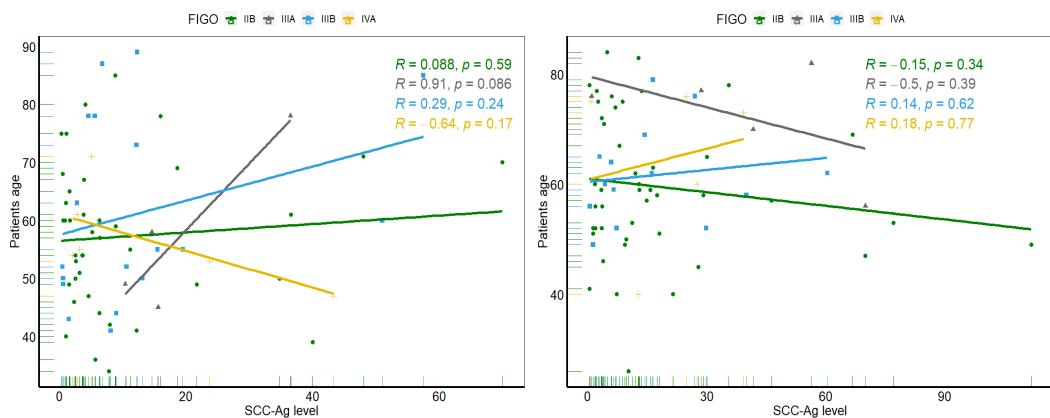 FIGO a IIB a IIIA a IIIB a IVA
90
80
70
60
50
40
Patients age
R = 0.088, p = 0.59
R = 0.91, p = 0.086
R = 0.29, p = 0.24
R = −0.64, p = 0.17
0 20 40 60
SCC-Ag level
FIGO a IIB a IIIA a IIIB a IVA
80
60
40
Patients age
R = −0.15, p = 0.34
R = −0.5, p = 0.39
R = 0.14, p = 0.62
R = 0.18, p = 0.77
0 30 60 90
SCC-Ag level